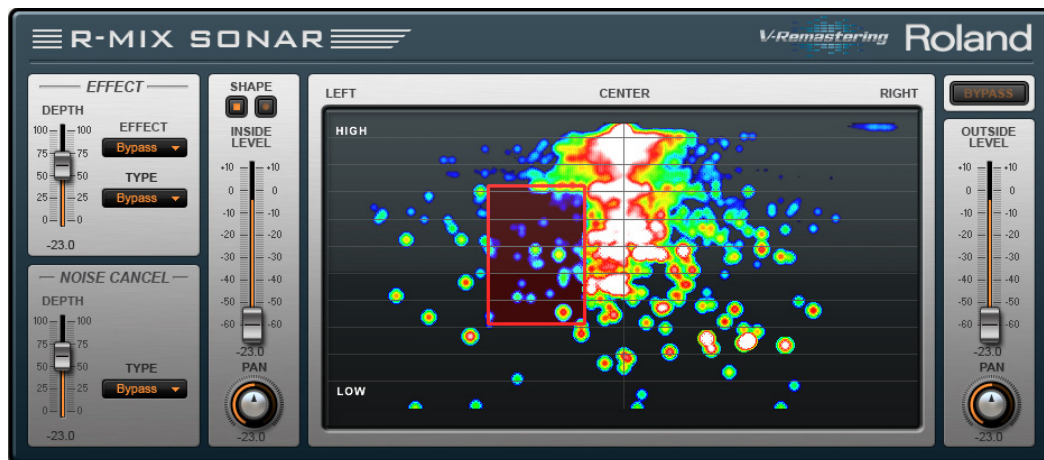 R-MIX SONAR
V-Remastering Roland
EFFECT
DEPTH
100 100
75 75
50 50
25 25
0 0
-23.0
EFFECT
Bypass
TYPE
Bypass
NOISE CANCEL
DEPTH
100 100
75 75
50 50
25 25
0 0
-23.0
TYPE
Bypass
SHAPE
INSIDE
LEVEL
+10 +10
0 0
-10 -10
-20 -20
-30 -30
-40 -40
-50 -50
-60 -60
-23.0
PAN
-23.0
LEFT CENTER RIGHT
HIGH
LOW
BYPASS
OUTSIDE
LEVEL
+10 +10
0 0
-10 -10
-20 -20
-30 -30
-40 -40
-50 -50
-60 -60
-23.0
PAN
-23.0